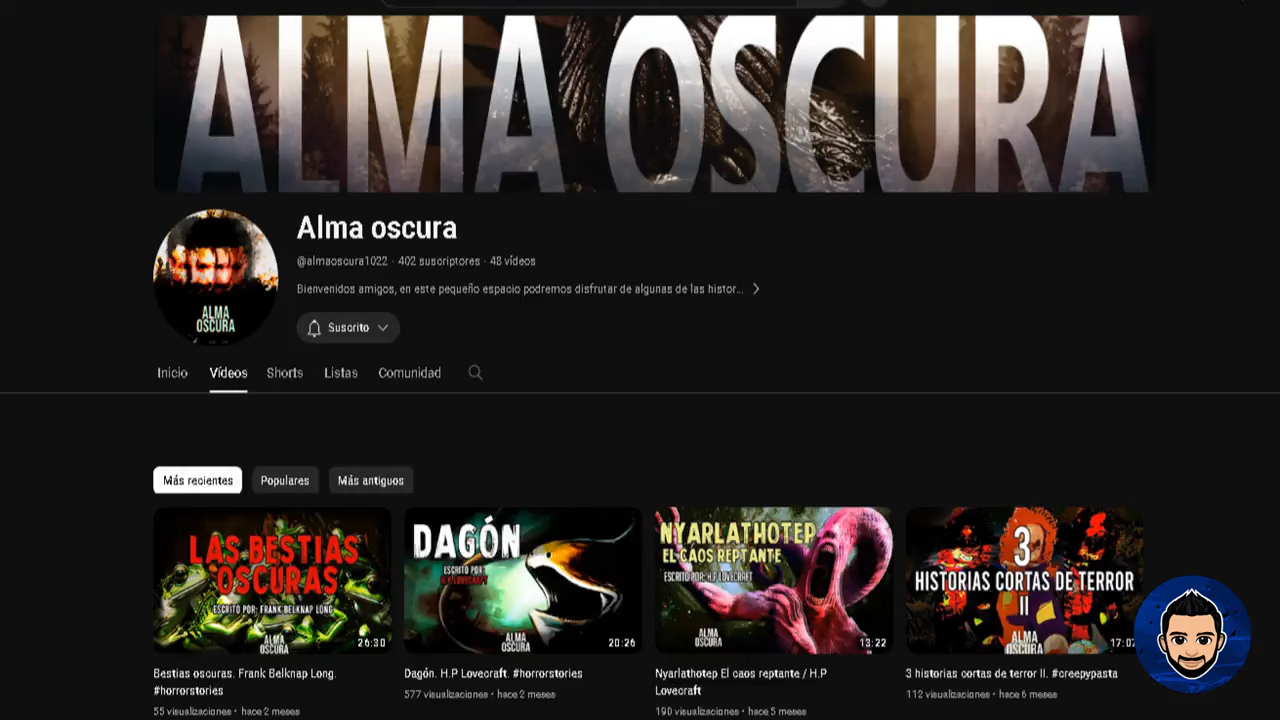 ALMA OSCURA
Alma oscura
@almaoscura1022 · 402 suscriptores · 48 vídeos
Bienvenidos amigos, en este pequeño espacio podremos disfrutar de algunas de las histor...
ALMA
OSCURA
Suscrito
Inicio Vídeos Shorts Listas Comunidad
Más recientes Populares Más antiguos
LAS BESTIAS
OSCURAS
ESCRITO POR: FRANK BELKNAP LONG
ALMA
OSCURA
26:30
DAGÓN
ESCRITO POR:
H.P LOVECRAFT
ALMA
OSCURA
20:26
NYARLATHOTEP
EL CAOS REPTANTE
ESCRITO POR: H.P LOVECRAFT
ALMA
OSCURA
13:22
3
HISTORIAS CORTAS DE TERROR
II
ALMA
OSCURA
17:02
Bestias oscuras. Frank Belknap Long.
#horrorstories
55 visualizaciones · hace 2 meses
Dagón. H.P Lovecraft. #horrorstories
577 visualizaciones · hace 2 meses
Nyarlathotep El caos reptante / H.P
Lovecraft
190 visualizaciones · hace 5 meses
3 historias cortas de terror II. #creepypasta
112 visualizaciones · hace 6 meses